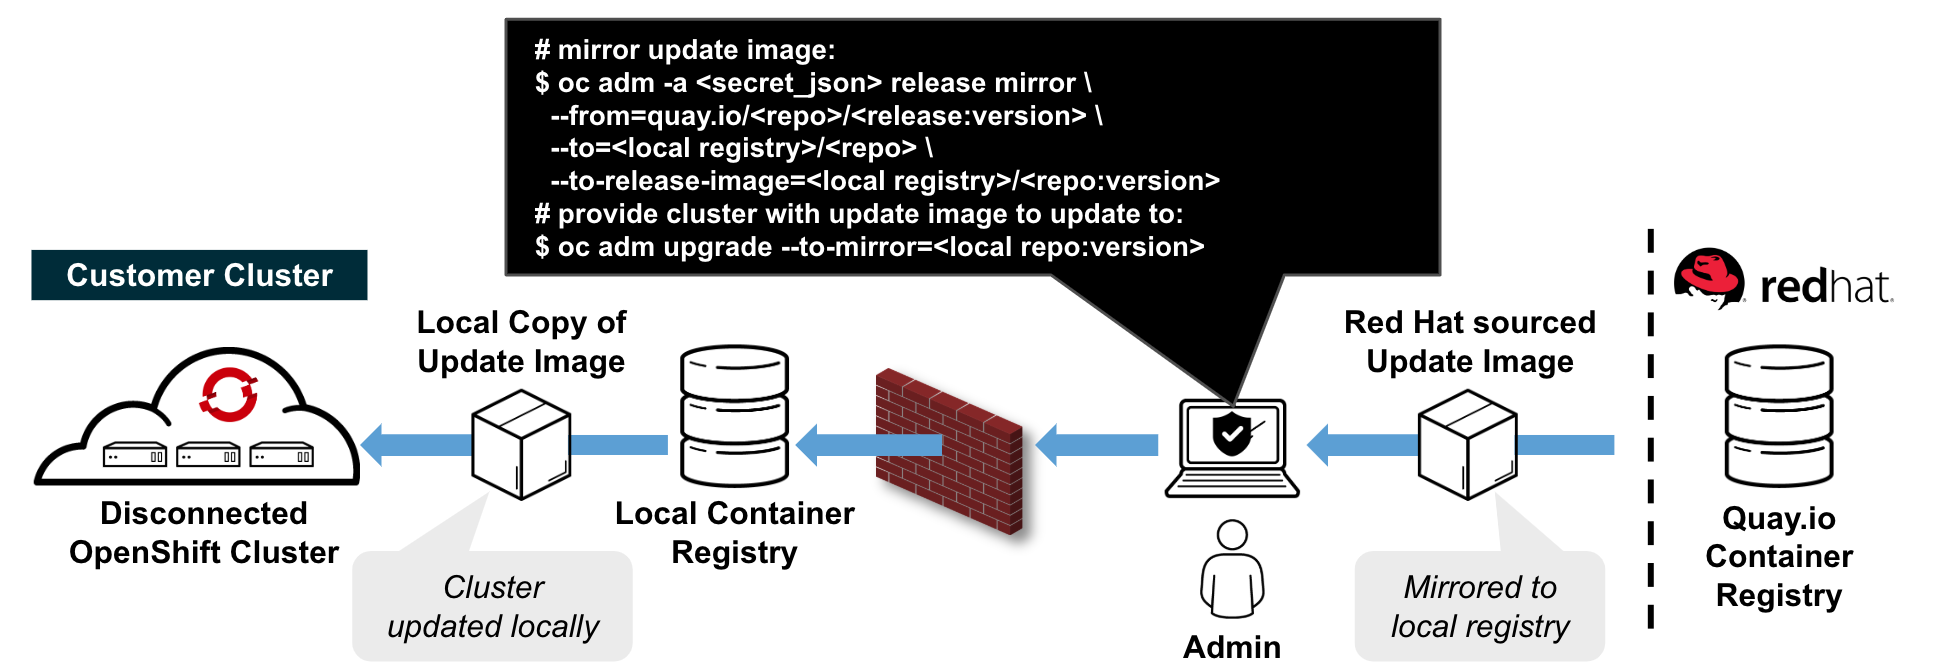 # mirror update image:
$ oc adm -a <secret_json> release mirror \
--from=quay.io/<repo>/<release:version> \
--to=<local registry>/<repo> \
--to-release-image=<local registry>/<repo:version>
# provide cluster with update image to update to:
$ oc adm upgrade --to-mirror=<local repo:version>
Customer Cluster
redhat.
Local Copy of
Update Image
Red Hat sourced
Update Image
Disconnected
OpenShift Cluster
Local Container
Registry
Quay.io
Container
Registry
Cluster
updated locally
Mirrored to
local registry
Admin